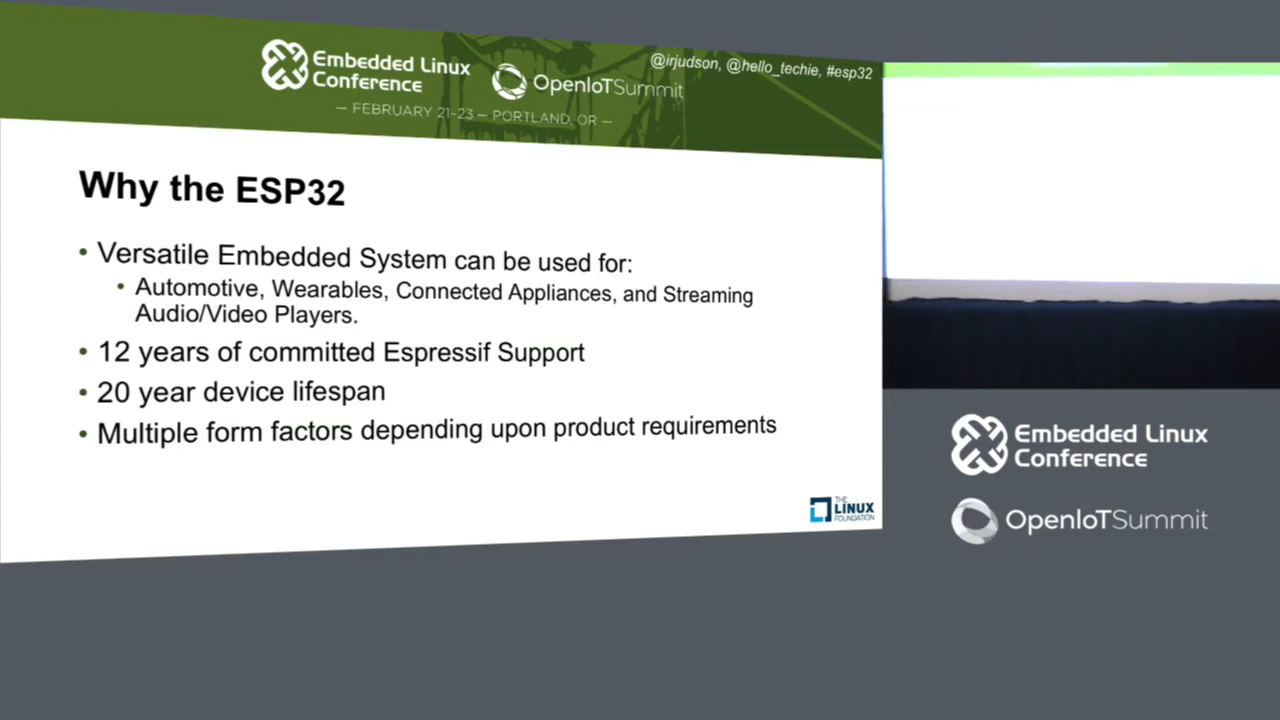 Embedded Linux
Conference
OpenIoTSummit
@irjudson, @hello_techie, #esp32
— FEBRUARY 21-23 — PORTLAND, OR —
Why the ESP32
• Versatile Embedded System can be used for:
• Automotive, Wearables, Connected Appliances, and Streaming
Audio/Video Players.
• 12 years of committed Espressif Support
• 20 year device lifespan
• Multiple form factors depending upon product requirements
THE
LINUX
FOUNDATION
Embedded Linux
Conference
OpenIoTSummit